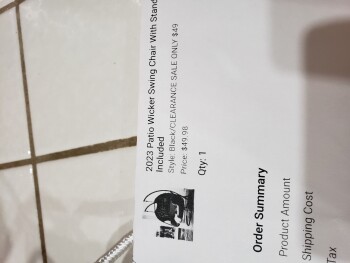 2023 Patio Wicker Swing Chair With Stand
Included
Style: Black/CLEARANCE SALE ONLY $49
Price: $49.98
Qty: 1
Order Summary
Product Amount
Shipping Cost
Tax